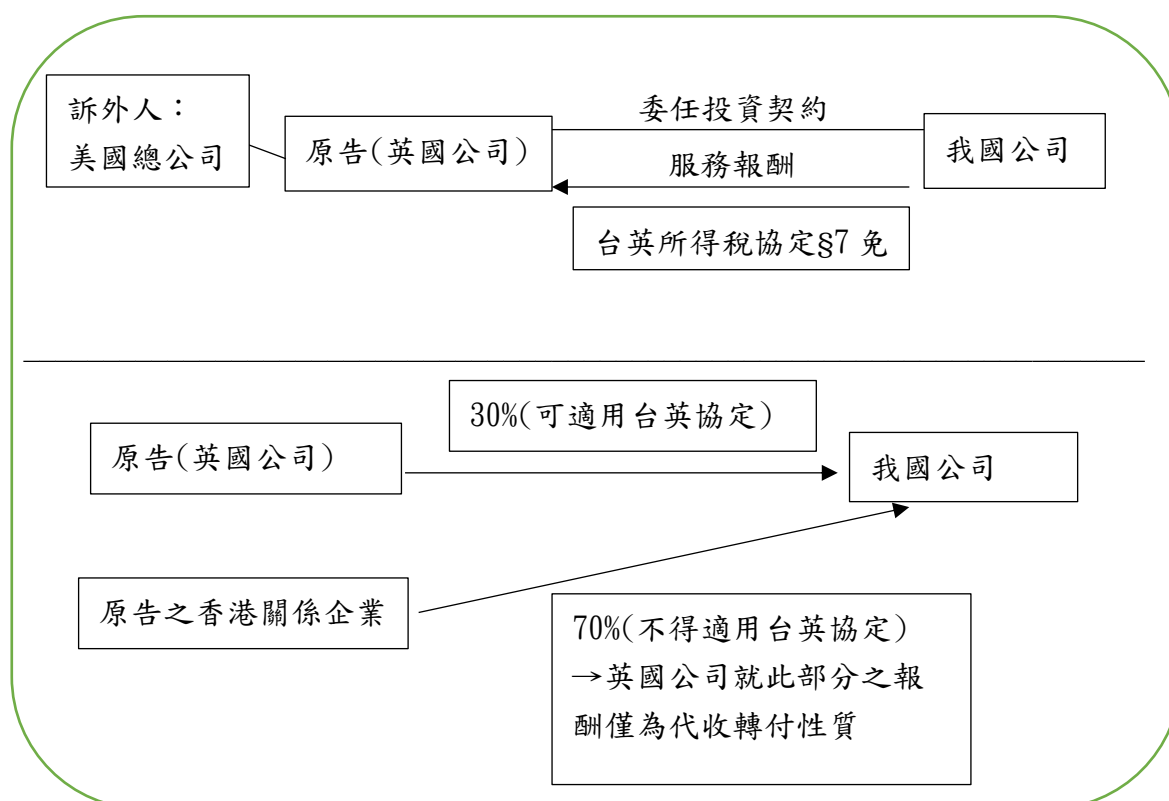 訴外人：
美國總公司
原告(英國公司)
委任投資契約
服務報酬
我國公司
台英所得稅協定§7 免
30%(可適用台英協定)
原告(英國公司)
我國公司
原告之香港關係企業
70%(不得適用台英協定)
→英國公司就此部分之報
酬僅為代收轉付性質